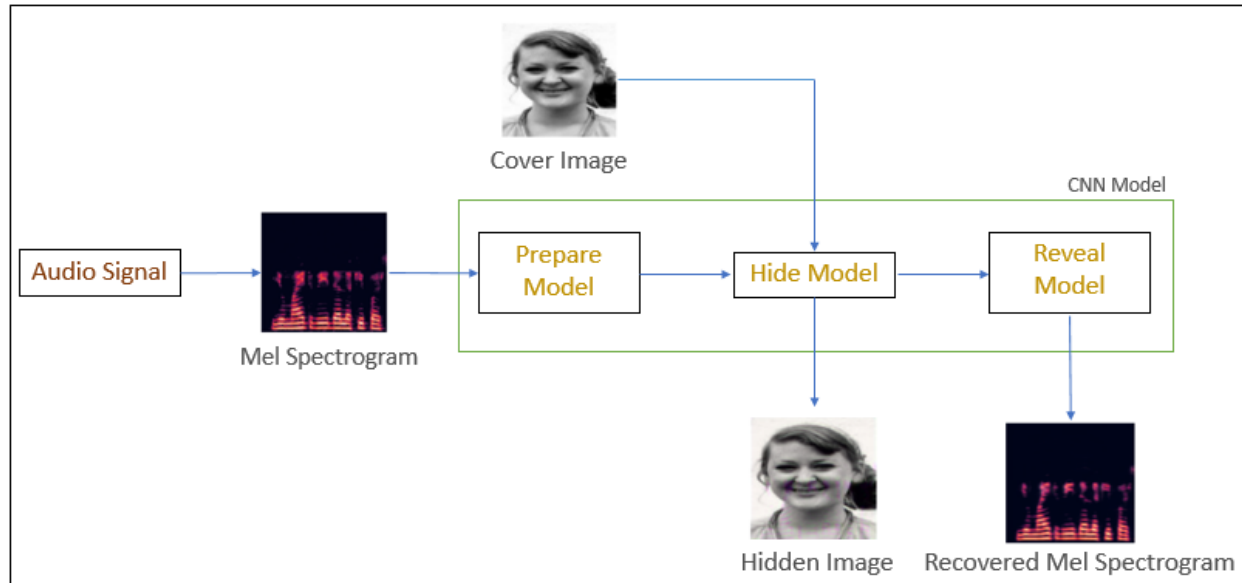 Cover Image
CNN Model
Audio Signal
Mel Spectrogram
Prepare
Model
Hide Model
Reveal
Model
Hidden Image
Recovered Mel Spectrogram